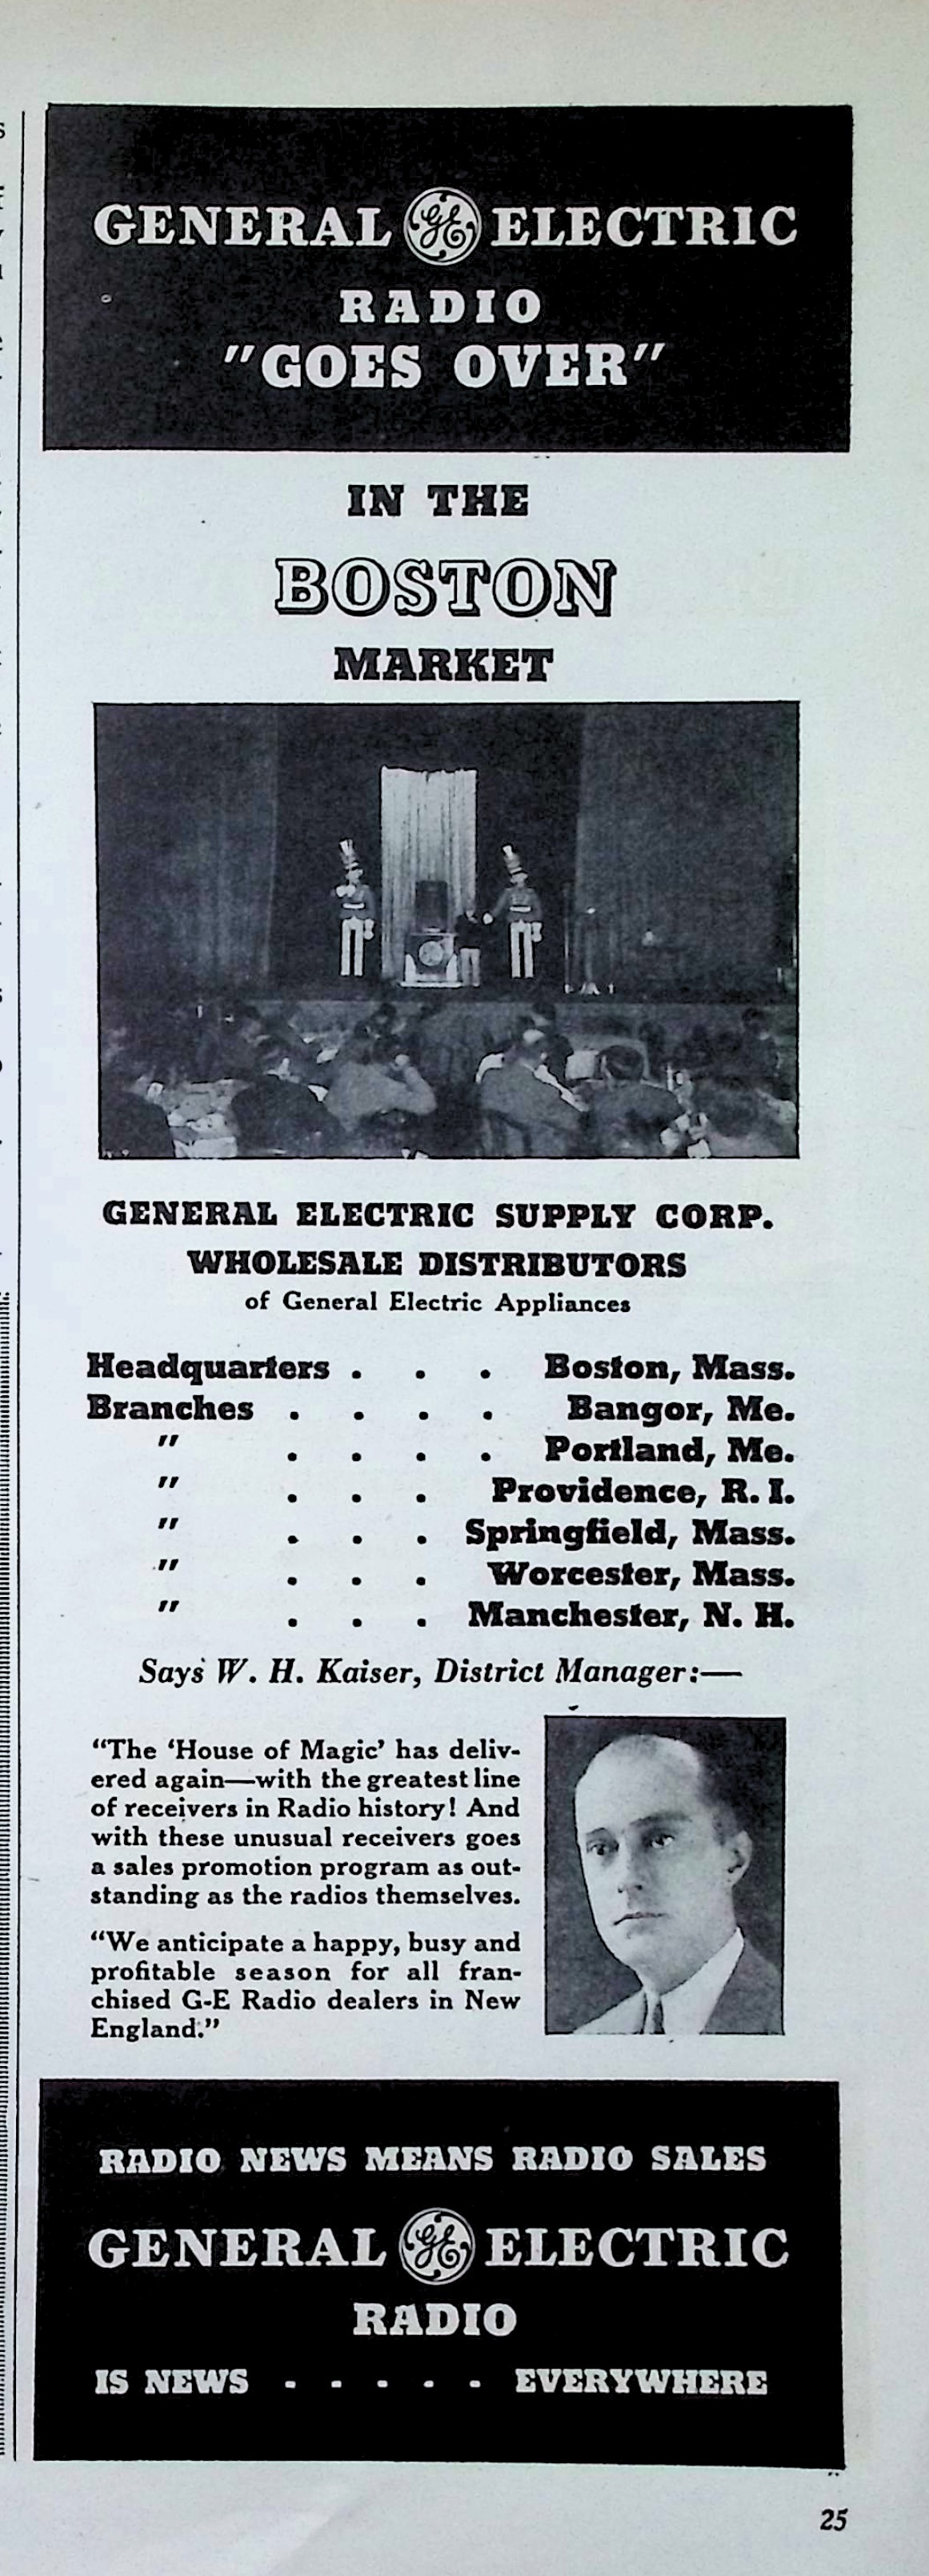 GENERAL GE ELECTRIC
RADIO
"GOES OVER"
IN THE
BOSTON
MARKET
GENERAL ELECTRIC SUPPLY CORP.
WHOLESALE DISTRIBUTORS
of General Electric Appliances
Headquarters . . . Boston, Mass.
Branches . . . . Bangor, Me.
" . . . . Portland, Me.
" . . . Providence, R. I.
" . . . Springfield, Mass.
" . . . Worcester, Mass.
" . . . Manchester, N. H.
Says W. H. Kaiser, District Manager:—
“The ‘House of Magic’ has deliv-
ered again—with the greatest line
of receivers in Radio history! And
with these unusual receivers goes
a sales promotion program as out-
standing as the radios themselves.
“We anticipate a happy, busy and
profitable season for all fran-
chised G-E Radio dealers in New
England.”
RADIO NEWS MEANS RADIO SALES
GENERAL GE ELECTRIC
RADIO
IS NEWS - - - - - EVERYWHERE
25